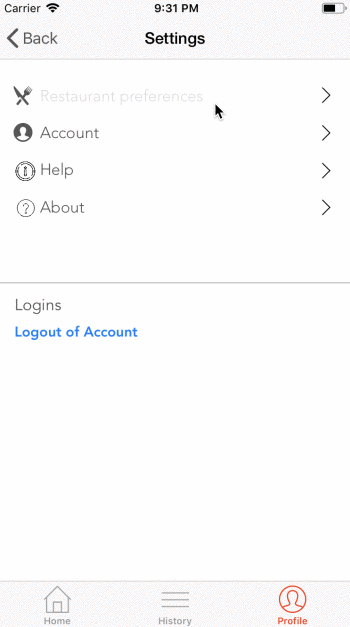 Carrier 9:31 PM
Back Settings
Restaurant preferences
Account
Help
About
Logins
Logout of Account
Home History Profile